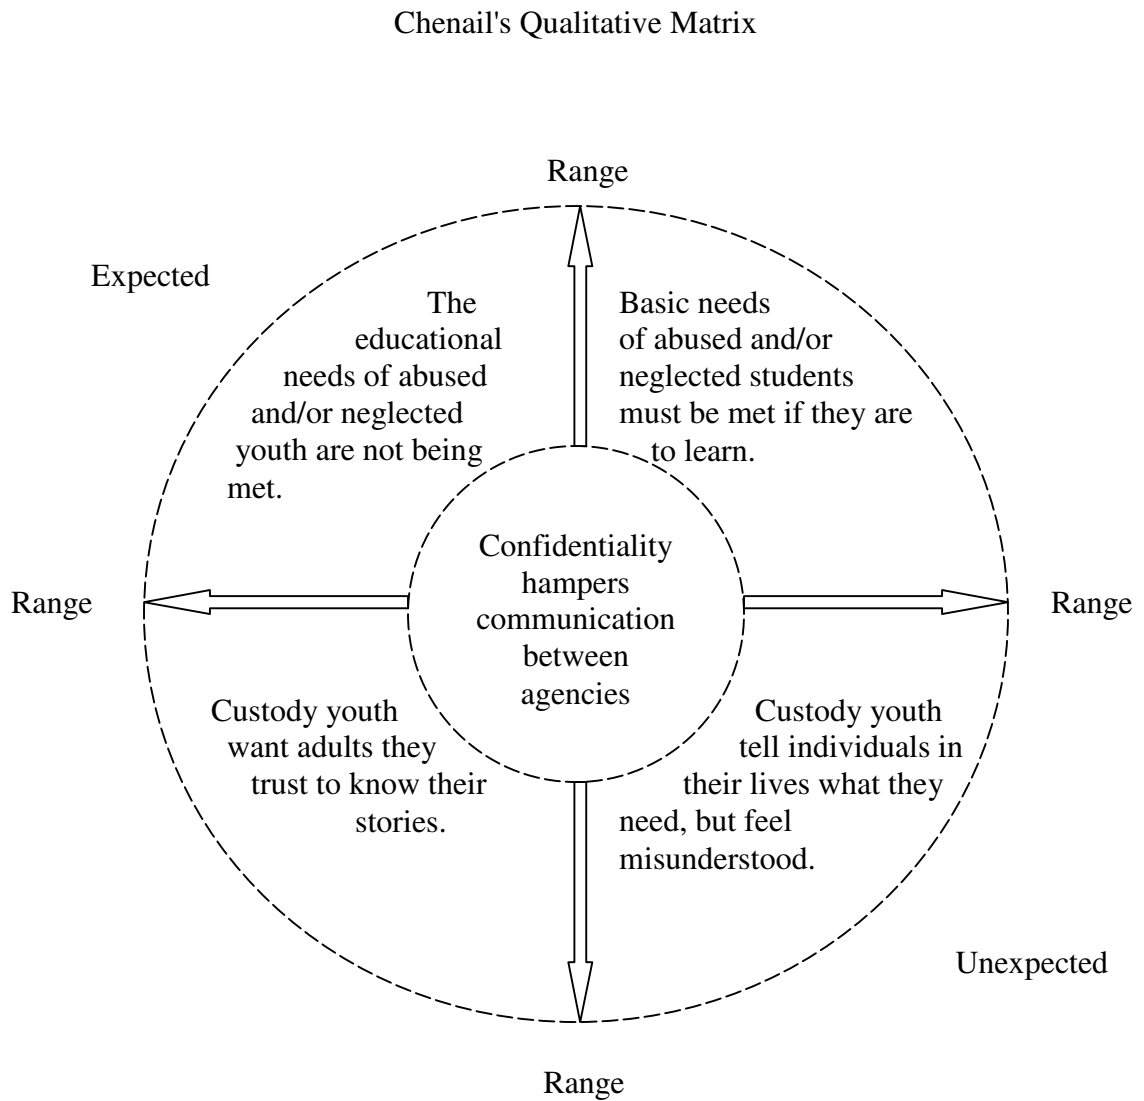 Chenail's Qualitative Matrix
Range
Expected
The
educational
needs of abused
and/or neglected
youth are not being
met.
Basic needs
of abused and/or
neglected students
must be met if they are
to learn.
Confidentiality
hampers
communication
between
agencies
Range
Range
Custody youth
want adults they
trust to know their
stories.
Custody youth
tell individuals in
their lives what they
need, but feel
misunderstood.
Unexpected
Range